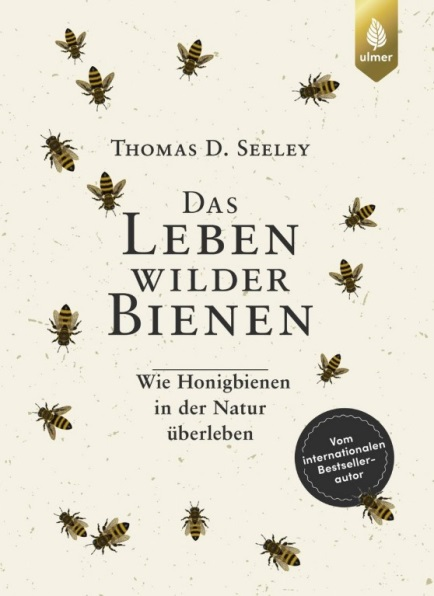 ulmer
THOMAS D. SEELEY
DAS
LEBEN
WILDER
BIENEN
Wie Honigbienen
in der Natur
überleben
Vom
internationalen
Bestseller-
autor